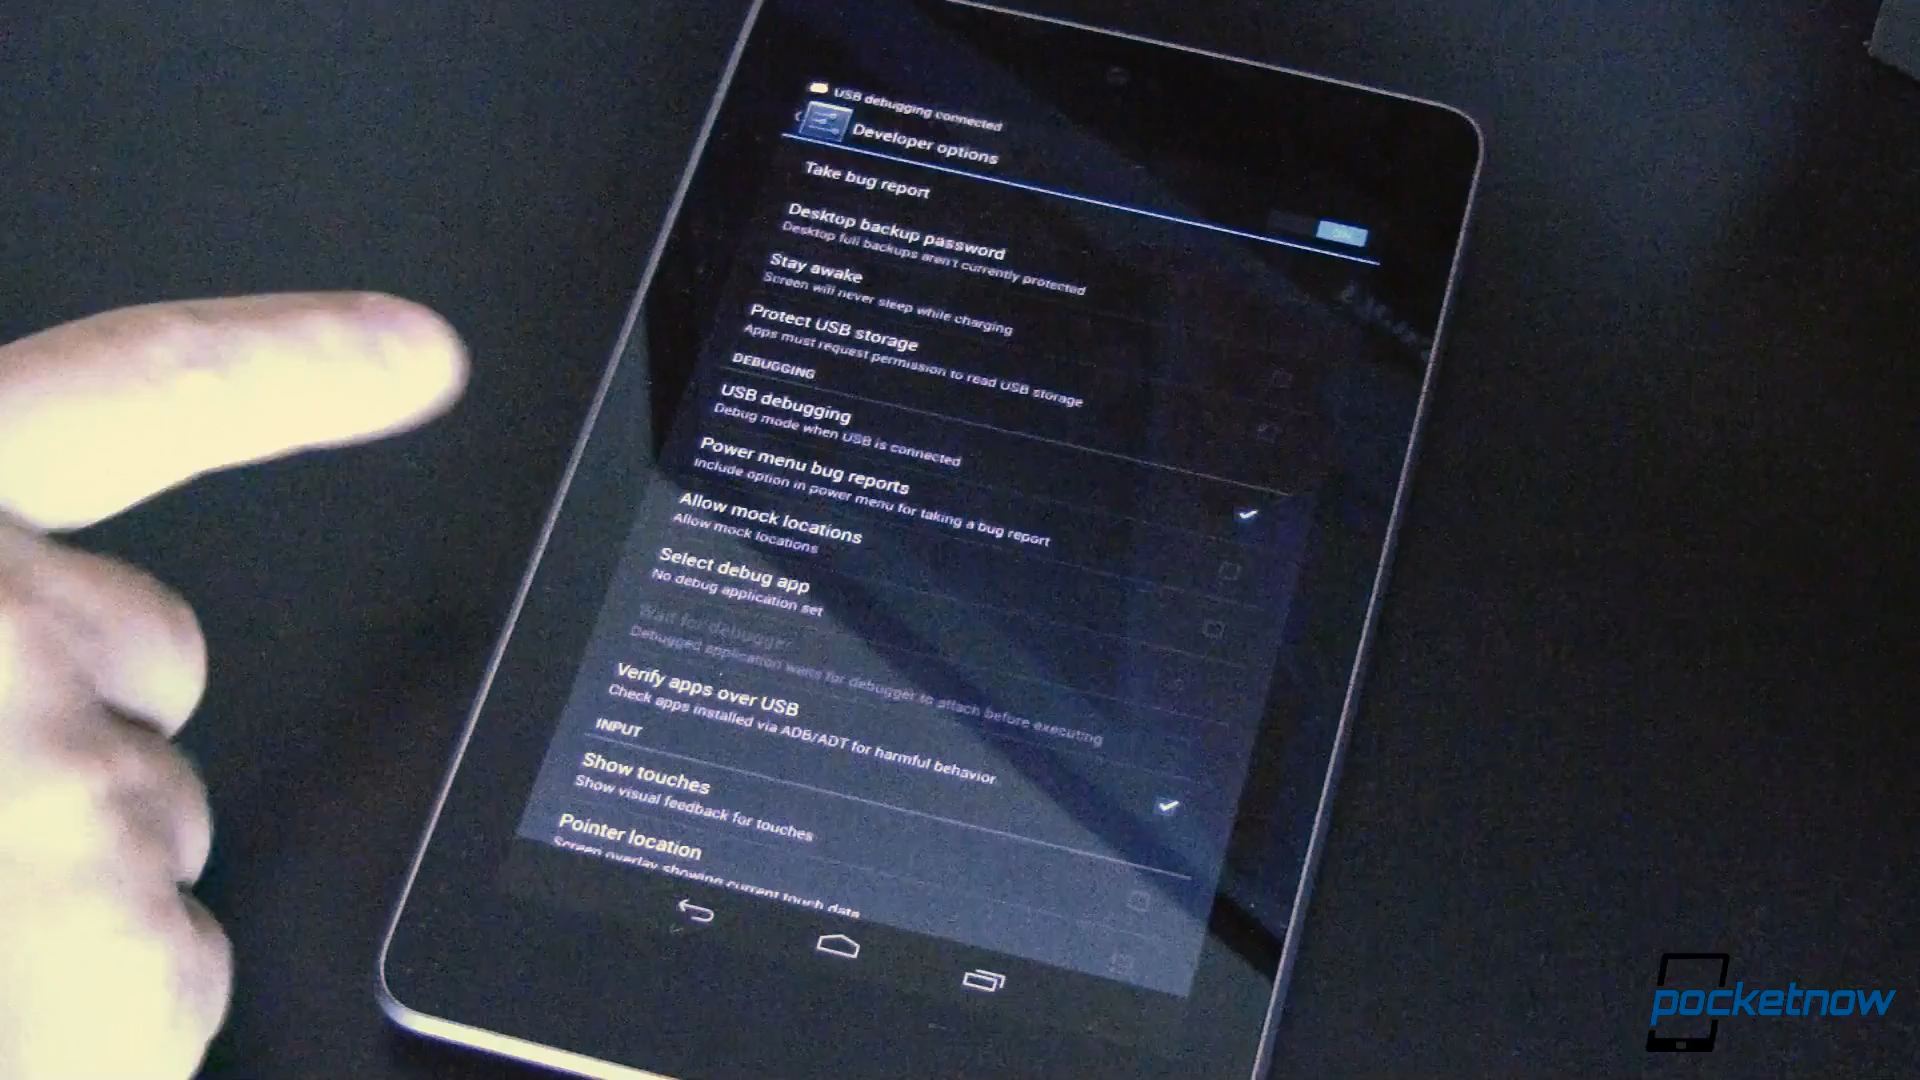 USB debugging connected
Developer options
ON
Take bug report
Desktop backup password
Desktop full backups aren't currently protected
Stay awake
Screen will never sleep while charging
Protect USB storage
Apps must request permission to read USB storage
DEBUGGING
USB debugging
Debug mode when USB is connected
Power menu bug reports
Include option in power menu for taking a bug report
Allow mock locations
Allow mock locations
Select debug app
No debug application set
Wait for debugger
Debugged application waits for debugger to attach before executing
Verify apps over USB
Check apps installed via ADB/ADT for harmful behavior
INPUT
Show touches
Show visual feedback for touches
Pointer location
Screen overlay showing current touch data
pocketnow